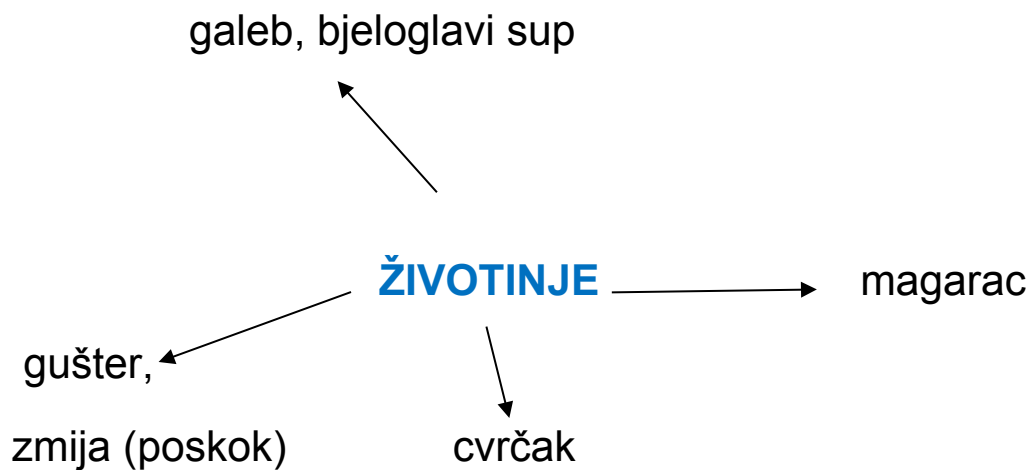 galeb, bjeloglavi sup
ŽIVOTINJE
magarac
gušter,
zmija (poskok)
cvrčak